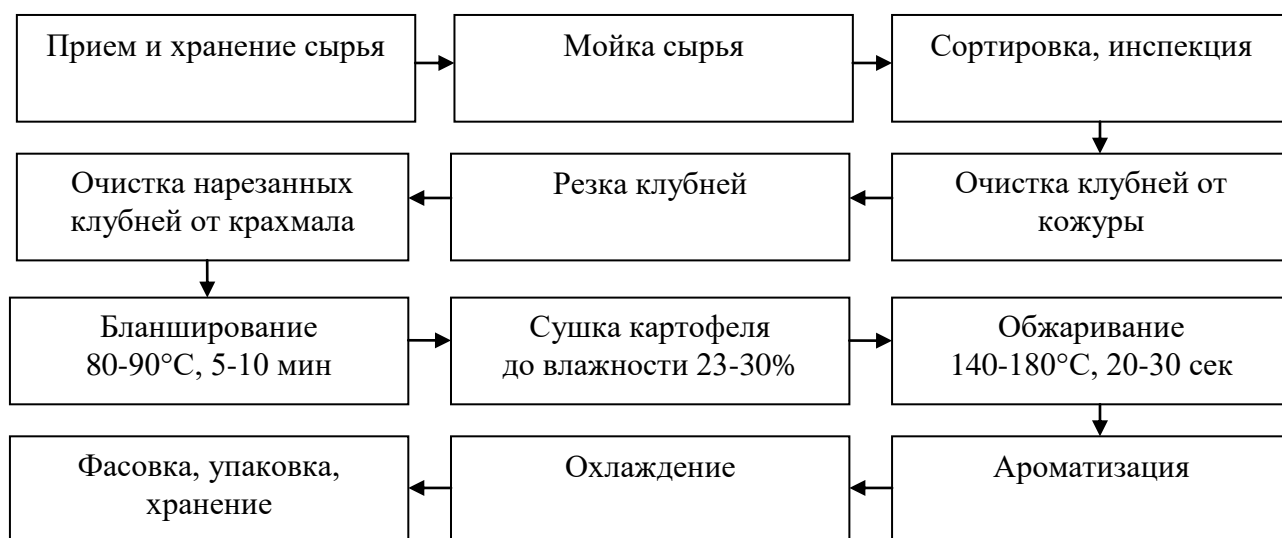 Прием и хранение сырья
Мойка сырья
Сортировка, инспекция
Очистка нарезанных
клубней от крахмала
Резка клубней
Очистка клубней от
кожуры
Бланширование
80-90°С, 5-10 мин
Сушка картофеля
до влажности 23-30%
Обжаривание
140-180°С, 20-30 сек
Фасовка, упаковка,
хранение
Охлаждение
Ароматизация